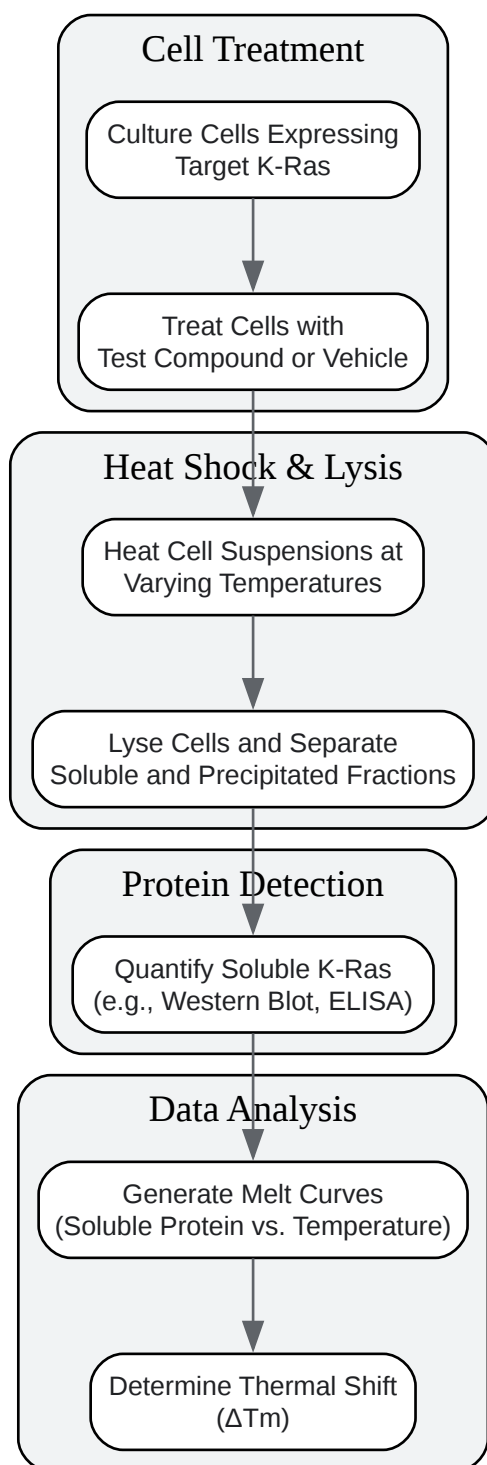 Cell Treatment
Culture Cells Expressing
Target K-Ras
Treat Cells with
Test Compound or Vehicle
Heat Shock & Lysis
Heat Cell Suspensions at
Varying Temperatures
Lyse Cells and Separate
Soluble and Precipitated Fractions
Protein Detection
Quantify Soluble K-Ras
(e.g., Western Blot, ELISA)
Data Analysis
Generate Melt Curves
(Soluble Protein vs. Temperature)
Determine Thermal Shift
(ΔTm)